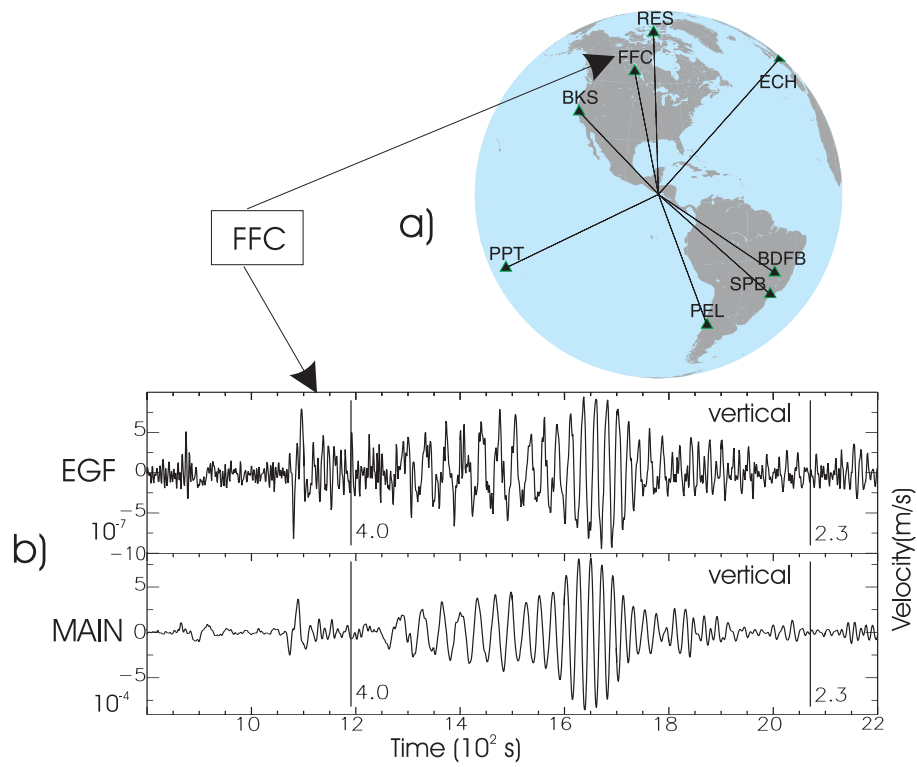 RES
FFC
ECH
BKS
a)
FFC
PPT
BDFB
SPB
PEL
vertical
5
EGF
0
-5
10-7
4.0
2.3
-10
b)
vertical
5
MAIN
0
-5
10-4
4.0
2.3
Velocity(m/s)
10 12 14 16 18 20 22
Time (10² s)